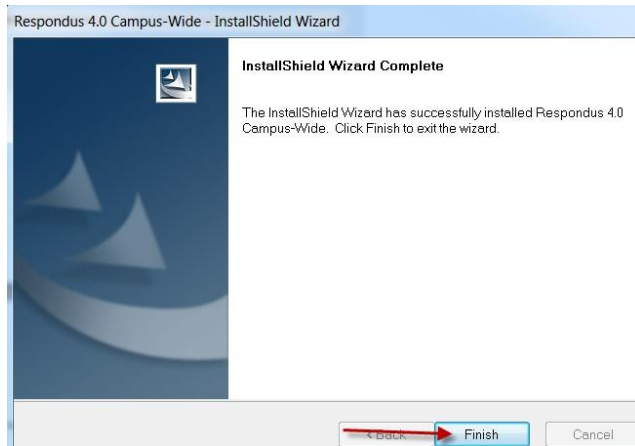 Respondus 4.0 Campus-Wide - InstallShield Wizard
InstallShield Wizard Complete
The InstallShield Wizard has successfully installed Respondus 4.0
Campus-Wide. Click Finish to exit the wizard.
< Back Finish Cancel